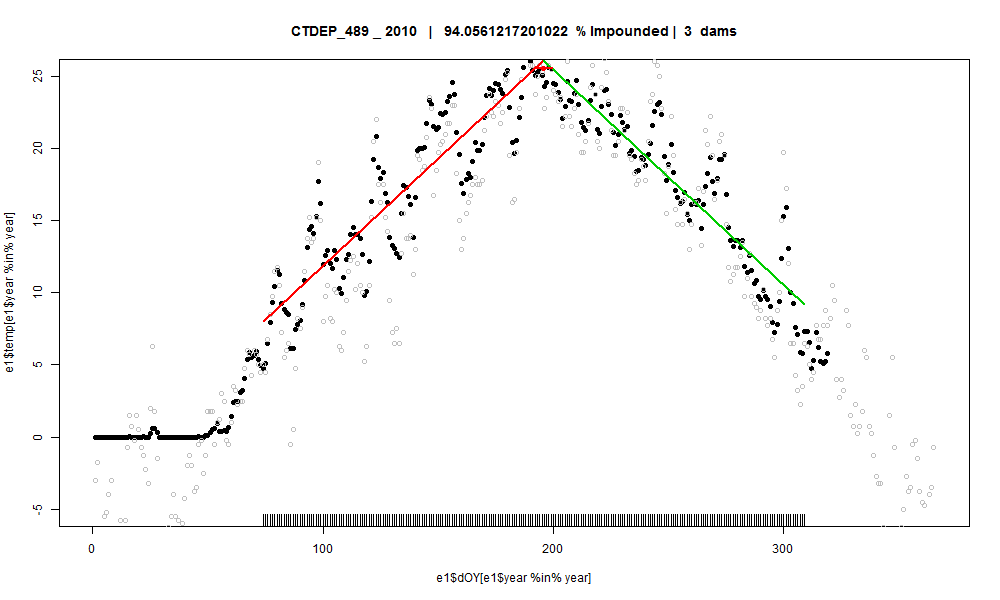 CTDEP_489 _ 2010 | 94.0561217201022 % Impounded | 3 dams
e1$temp[e1$year %in% year]
25
20
15
10
5
0
-5
0 100 200 300
e1$dOY[e1$year %in% year]